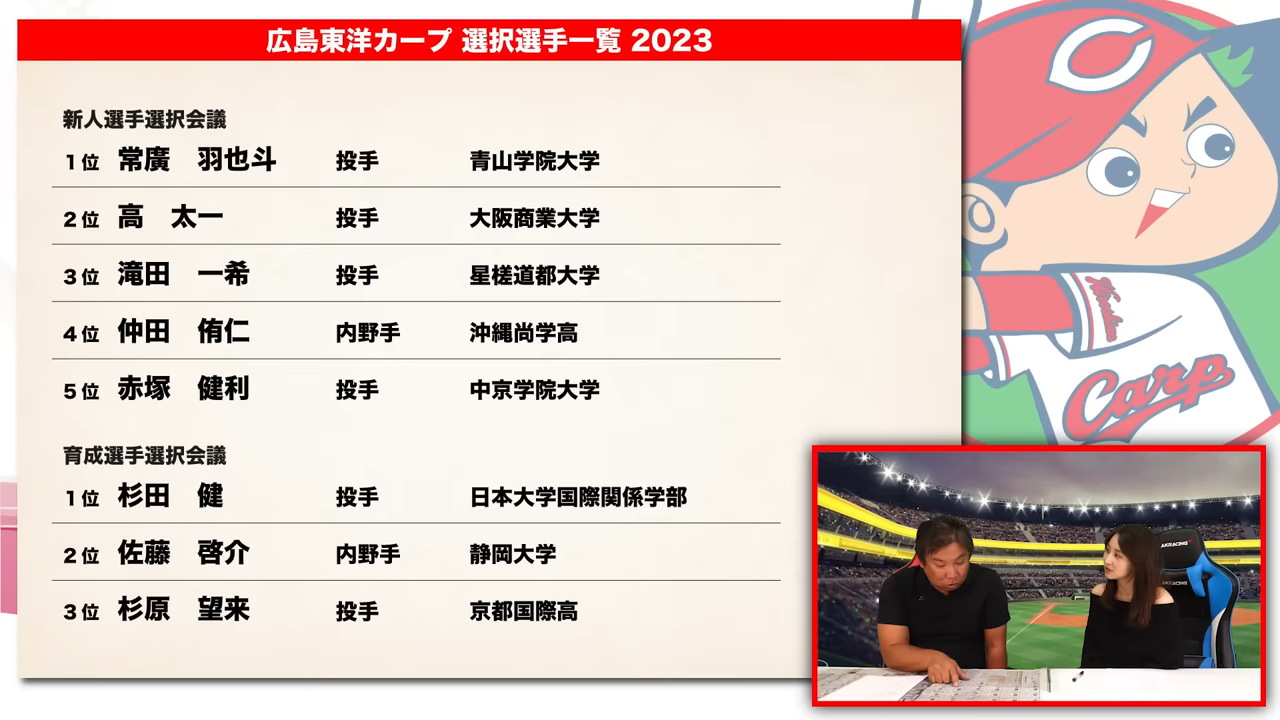 広島東洋カープ 選択選手一覧 2023
新人選手選択会議
1位 常廣 羽也斗 投手 青山学院大学
2位 高 太一 投手 大阪商業大学
3位 滝田 一希 投手 星槎道都大学
4位 仲田 侑仁 内野手 沖縄尚学高
5位 赤塚 健利 投手 中京学院大学
育成選手選択会議
1位 杉田 健 投手 日本大学国際関係学部
2位 佐藤 啓介 内野手 静岡大学
3位 杉原 望来 投手 京都国際高
C
Hiroshima
Carp
AKRACING
AKRACING